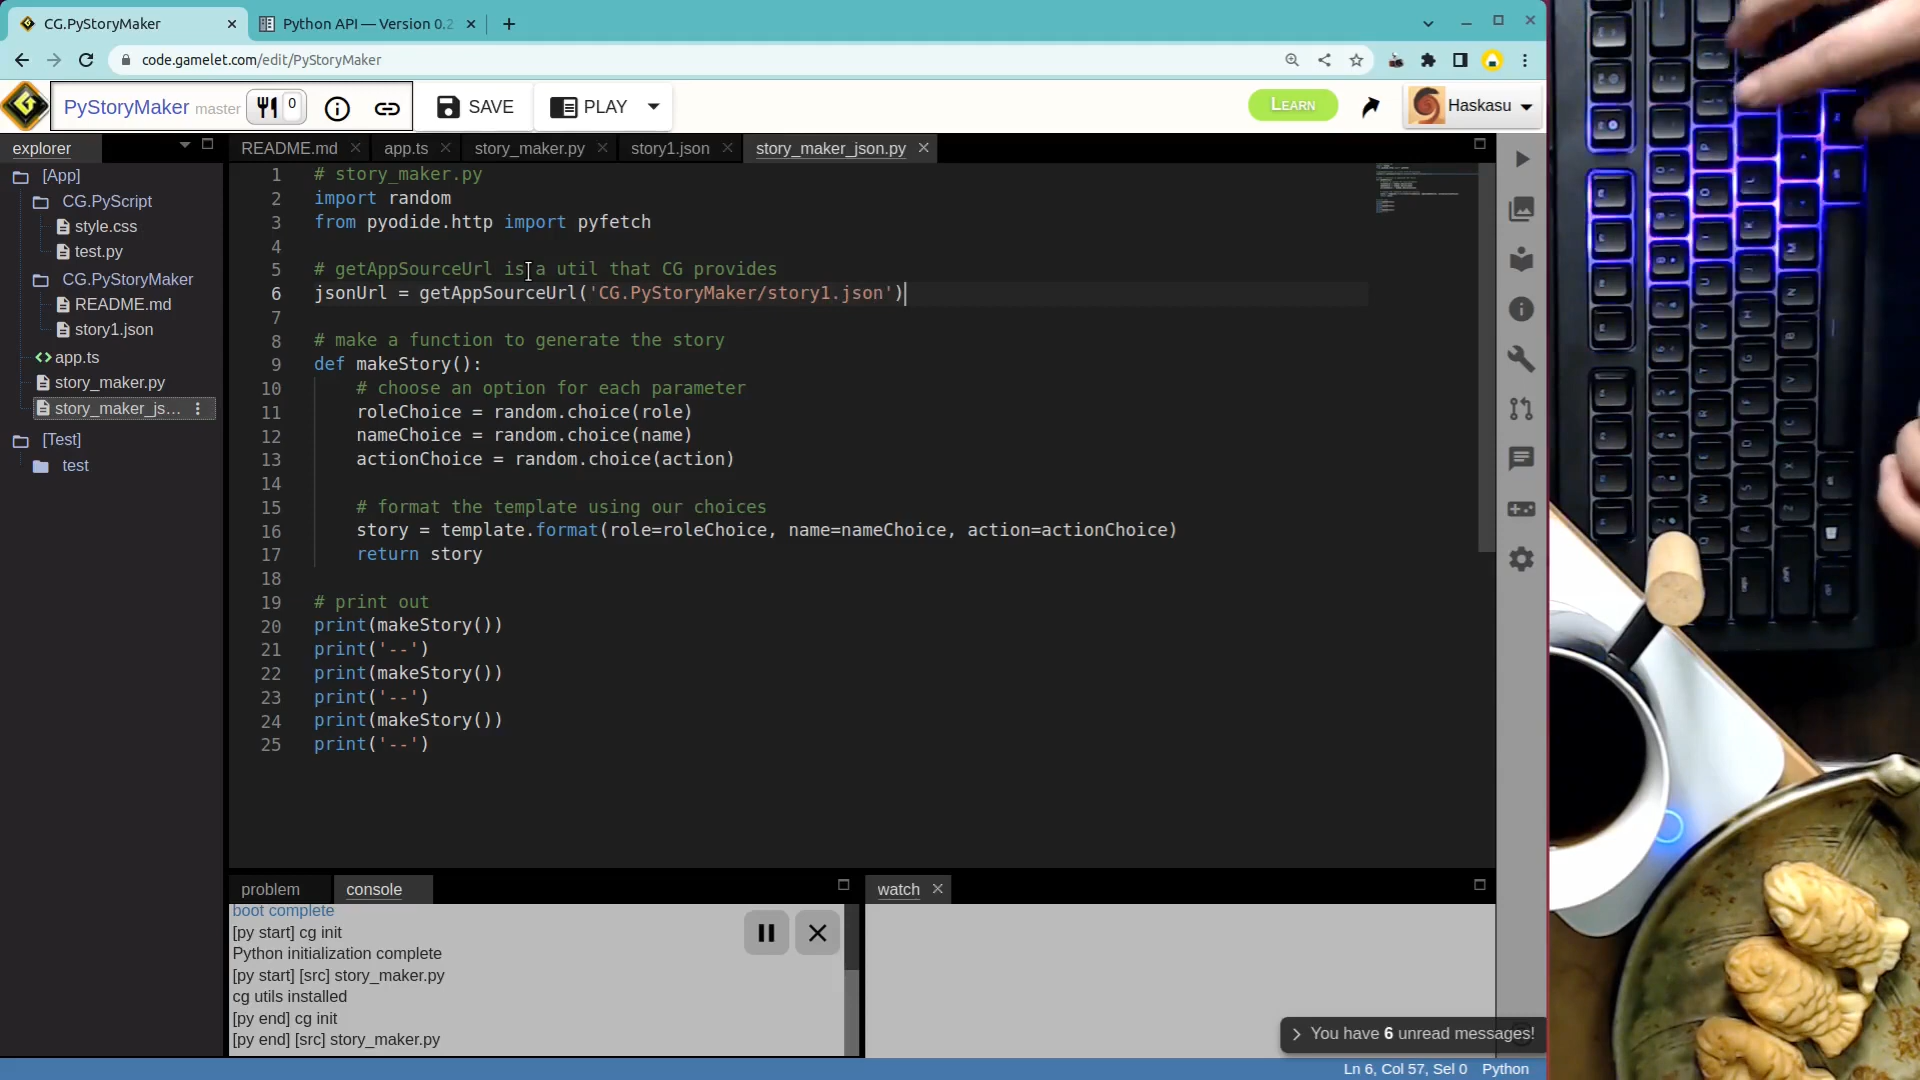 CG.PyStoryMaker
Python API — Version 0.2
code.gamelet.com/edit/PyStoryMaker
PyStoryMaker master 0 SAVE PLAY LEARN Haskasu
explorer
[App]
CG.PyScript
style.css
test.py
CG.PyStoryMaker
README.md
story1.json
app.ts
story_maker.py
story_maker_js...
[Test]
test
README.md app.ts story_maker.py story1.json story_maker_json.py
1 # story_maker.py
2 import random
3 from pyodide.http import pyfetch
4
5 # getAppSourceUrl is a util that CG provides
6 jsonUrl = getAppSourceUrl('CG.PyStoryMaker/story1.json')
7
8 # make a function to generate the story
9 def makeStory():
10 # choose an option for each parameter
11 roleChoice = random.choice(role)
12 nameChoice = random.choice(name)
13 actionChoice = random.choice(action)
14
15 # format the template using our choices
16 story = template.format(role=roleChoice, name=nameChoice, action=actionChoice)
17 return story
18
19 # print out
20 print(makeStory())
21 print('--')
22 print(makeStory())
23 print('--')
24 print(makeStory())
25 print('--')
problem console
boot complete
[py start] cg init
Python initialization complete
[py start] [src] story_maker.py
cg utils installed
[py end] cg init
[py end] [src] story_maker.py
watch
You have 6 unread messages!
Ln 6, Col 57, Sel 0 Python